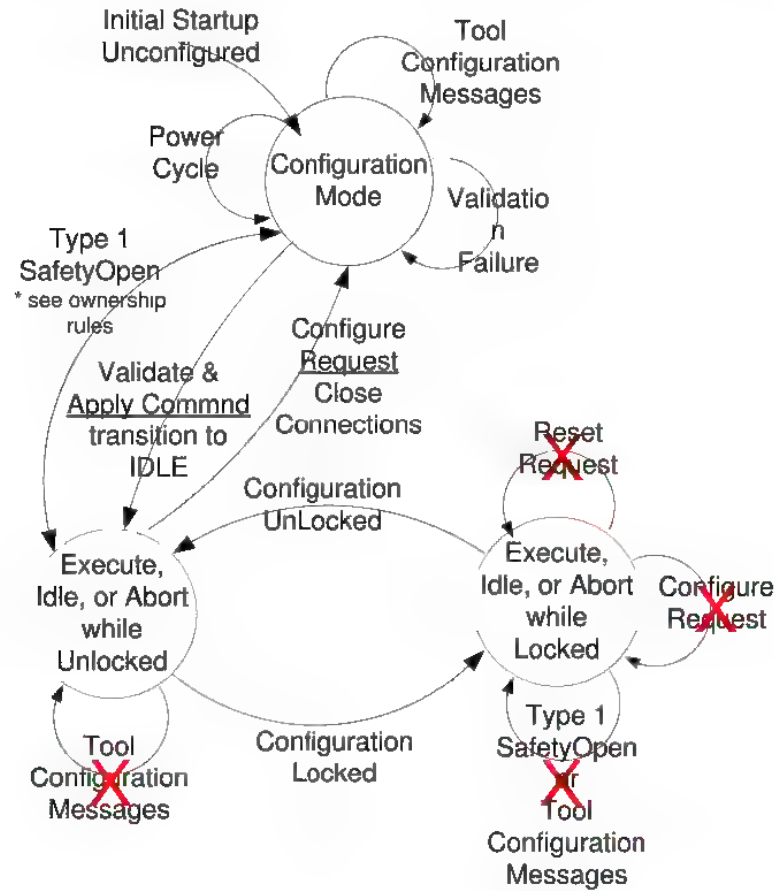 Initial Startup
Unconfigured
Tool
Configuration
Messages
Power
Cycle
Configuration
Mode
Validatio
n
Failure
Type 1
SafetyOpen
* see ownership
rules
Configure
Request
Close
Connections
Validate &
Apply Commnd
transition to
IDLE
Reset
Request
Configuration
UnLocked
Execute,
Idle, or Abort
while
Unlocked
Execute,
Idle, or Abort
while
Locked
Configure
Request
Tool
Configuration
Messages
Configuration
Locked
Type 1
SafetyOpen
or
Tool
Configuration
Messages